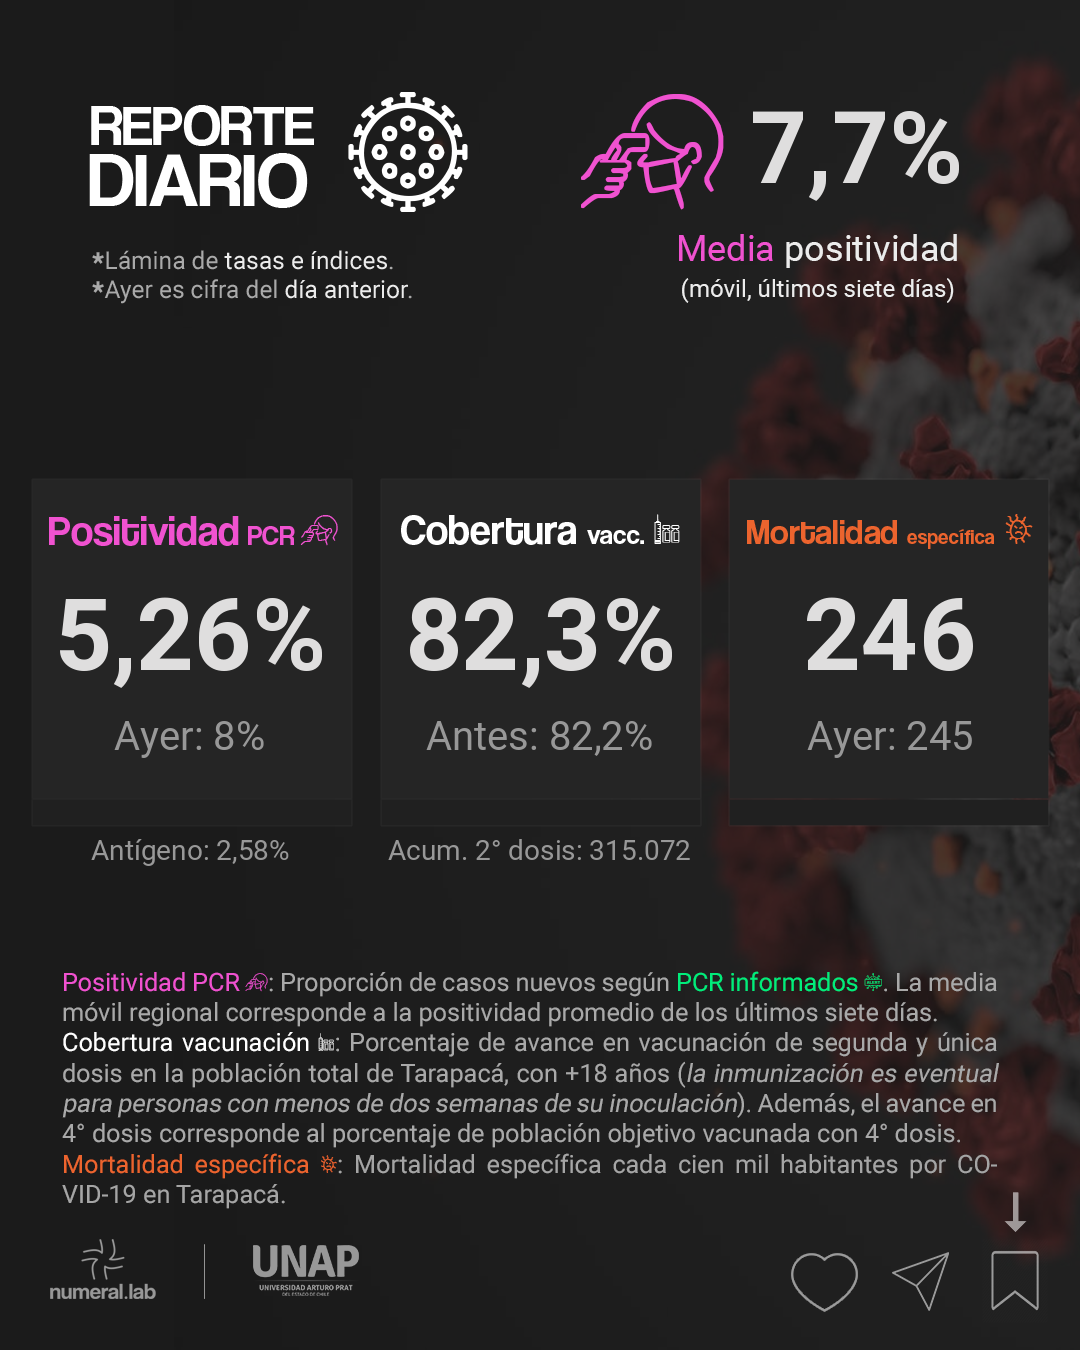 REPORTE
DIARIO
*Lámina de tasas e índices.
*Ayer es cifra del día anterior.
7,7%
Media positividad
(móvil, últimos siete días)
Positividad PCR
5,26%
Ayer: 8%
Antígeno: 2,58%
Cobertura vacc.
82,3%
Antes: 82,2%
Acum. 2° dosis: 315.072
Mortalidad específica
246
Ayer: 245
Positividad PCR : Proporción de casos nuevos según PCR informados . La media
móvil regional corresponde a la positividad promedio de los últimos siete días.
Cobertura vacunación : Porcentaje de avance en vacunación de segunda y única
dosis en la población total de Tarapacá, con +18 años (la inmunización es eventual
para personas con menos de dos semanas de su inoculación). Además, el avance en
4° dosis corresponde al porcentaje de población objetivo vacunada con 4° dosis.
Mortalidad específica : Mortalidad específica cada cien mil habitantes por CO-
VID-19 en Tarapacá.
numeral.lab
UNAP
UNIVERSIDAD ARTURO PRAT
DEL ESTADO DE CHILE